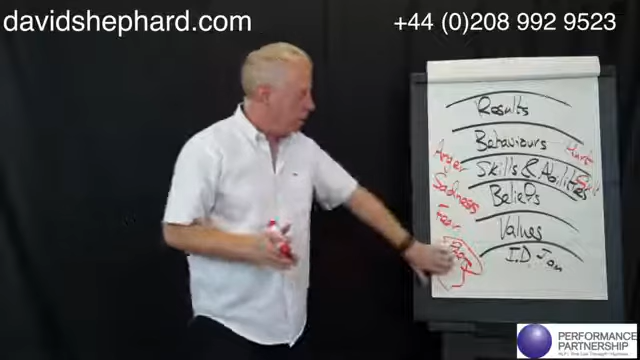 davidshephard.com
+44 (0)208 992 9523
Results
Behaviours
Hurt
Anger
Skills & Abilities
Sadness
Beliefs
Fear
Values
I.D.
PERFORMANCE
PARTNERSHIP